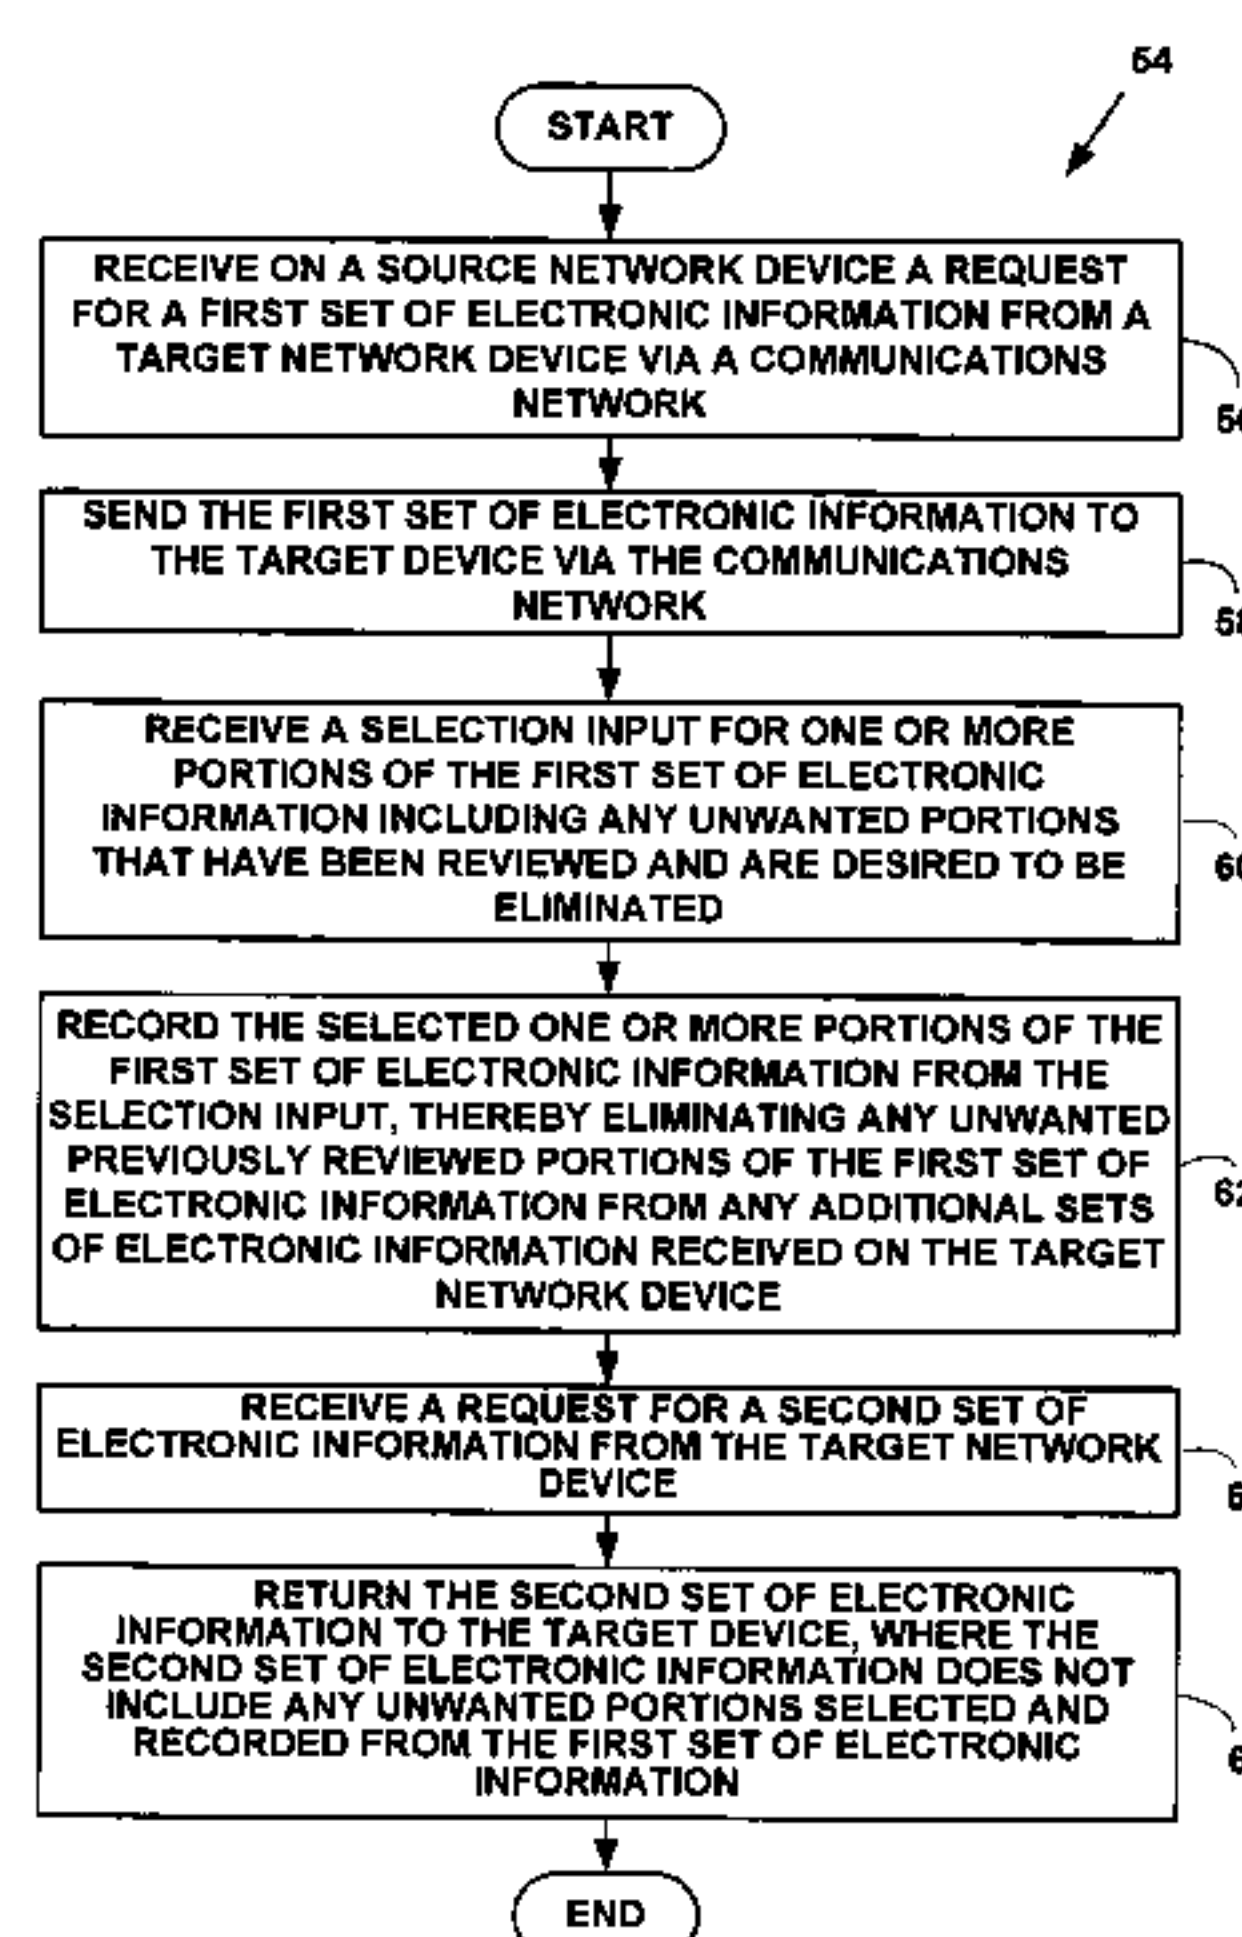 54
START
RECEIVE ON A SOURCE NETWORK DEVICE A REQUEST
FOR A FIRST SET OF ELECTRONIC INFORMATION FROM A
TARGET NETWORK DEVICE VIA A COMMUNICATIONS
NETWORK
SEND THE FIRST SET OF ELECTRONIC INFORMATION TO
THE TARGET DEVICE VIA THE COMMUNICATIONS
NETWORK
RECEIVE A SELECTION INPUT FOR ONE OR MORE
PORTIONS OF THE FIRST SET OF ELECTRONIC
INFORMATION INCLUDING ANY UNWANTED PORTIONS
THAT HAVE BEEN REVIEWED AND ARE DESIRED TO BE
ELIMINATED
RECORD THE SELECTED ONE OR MORE PORTIONS OF THE
FIRST SET OF ELECTRONIC INFORMATION FROM THE
SELECTION INPUT, THEREBY ELIMINATING ANY UNWANTED
PREVIOUSLY REVIEWED PORTIONS OF THE FIRST SET OF
ELECTRONIC INFORMATION FROM ANY ADDITIONAL SETS
OF ELECTRONIC INFORMATION RECEIVED ON THE TARGET
NETWORK DEVICE
RECEIVE A REQUEST FOR A SECOND SET OF
ELECTRONIC INFORMATION FROM THE TARGET NETWORK
DEVICE
RETURN THE SECOND SET OF ELECTRONIC
INFORMATION TO THE TARGET DEVICE, WHERE THE
SECOND SET OF ELECTRONIC INFORMATION DOES NOT
INCLUDE ANY UNWANTED PORTIONS SELECTED AND
RECORDED FROM THE FIRST SET OF ELECTRONIC
INFORMATION
END